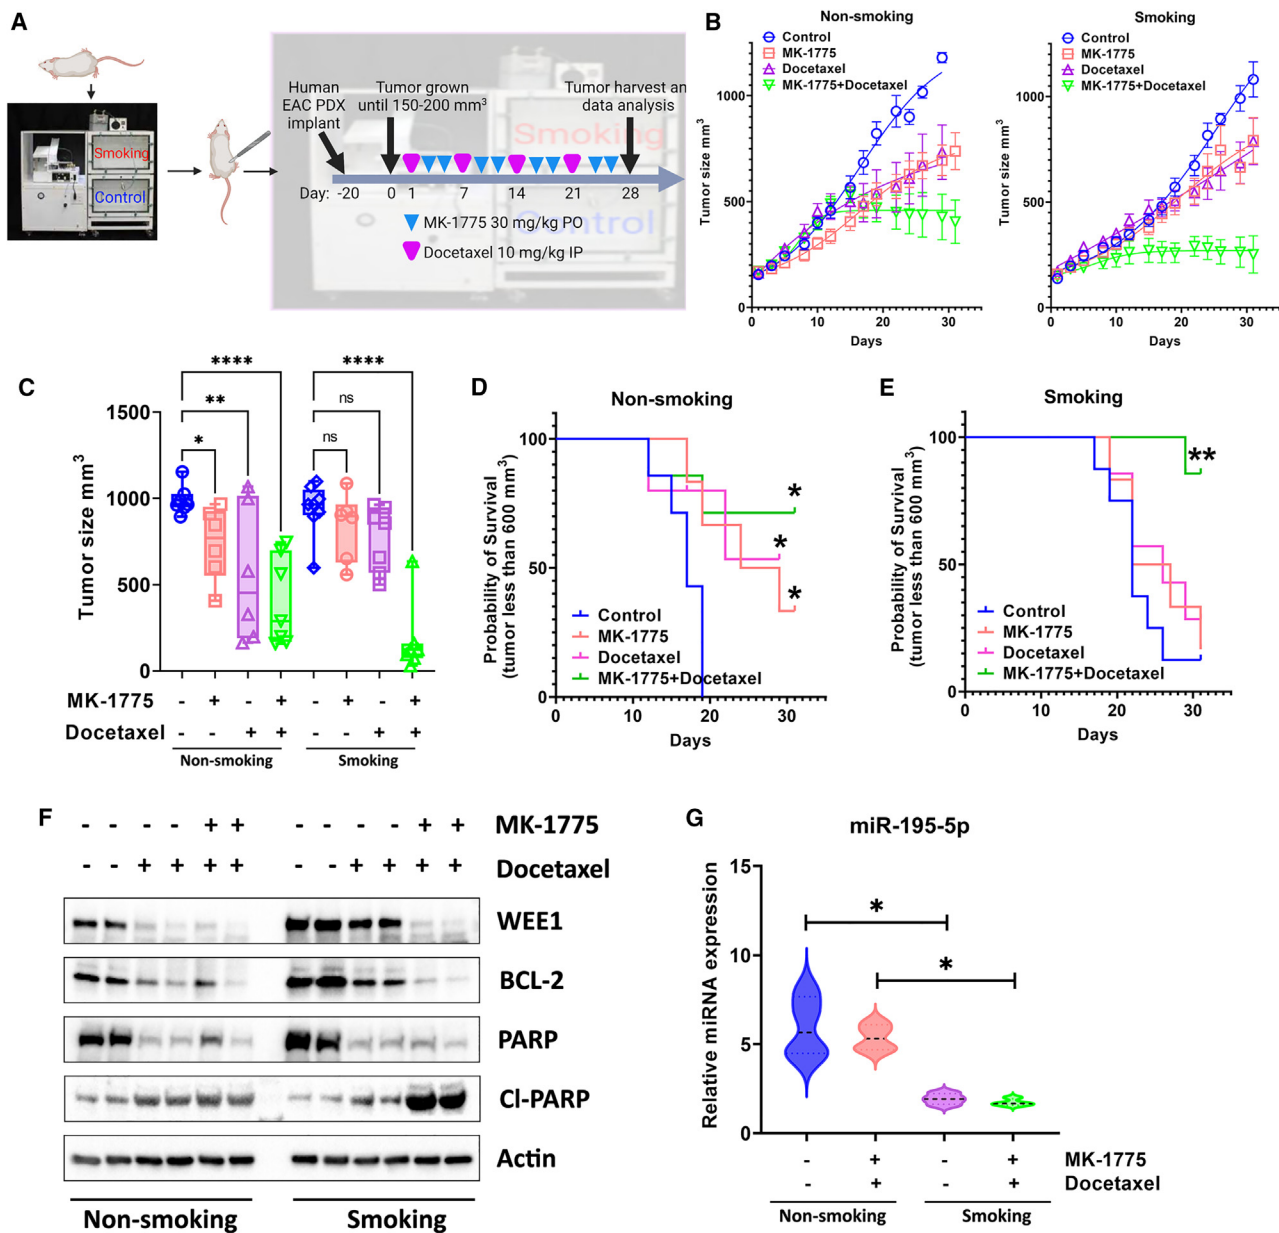 A
Smoking
Control
Human
EAC PDX
implant
Tumor grown
until 150-200 mm³
Tumor harvest an
data analysis
Smoking
Control
Day: -20 0 1 7 14 21 28
MK-1775 30 mg/kg PO
Docetaxel 10 mg/kg IP
B
Non-smoking
Control
MK-1775
Docetaxel
MK-1775+Docetaxel
Tumor size mm³
1000
500
0
0 10 20 30
Days
Smoking
Control
MK-1775
Docetaxel
MK-1775+Docetaxel
Tumor size mm³
1000
500
0
0 10 20 30
Days
C
**** ****
** ns
* ns
Tumor size mm³
1500
1000
500
0
MK-1775 - + - + - + - +
Docetaxel - - + + - - + +
Non-smoking Smoking
D
Non-smoking
Probability of Survival
(tumor less than 600 mm³)
100
50
0
*
*
*
Control
MK-1775
Docetaxel
MK-1775+Docetaxel
0 10 20 30
Days
E
Smoking
Probability of Survival
(tumor less than 600 mm³)
100
50
0
**
Control
MK-1775
Docetaxel
MK-1775+Docetaxel
0 10 20 30
Days
F
- - - - + + - - - - + + MK-1775
- - + + + + - - + + + + Docetaxel
WEE1
BCL-2
PARP
Cl-PARP
Actin
Non-smoking Smoking
G
miR-195-5p
Relative miRNA expression
15
10
5
0
*
*
- + - + MK-1775
- + - + Docetaxel
Non-smoking Smoking